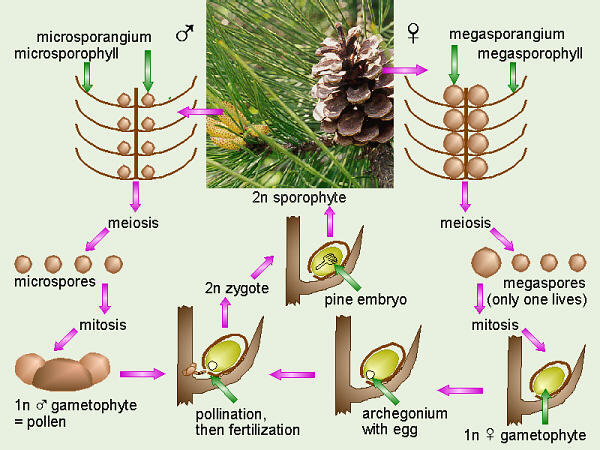 microsporangium
microsporophyll
♂
♀
megasporangium
megasporophyll
2n sporophyte
meiosis
meiosis
microspores
2n zygote
pine embryo
megaspores
(only one lives)
mitosis
mitosis
1n ♂ gametophyte
= pollen
pollination,
then fertilization
archegonium
with egg
1n ♀ gametophyte